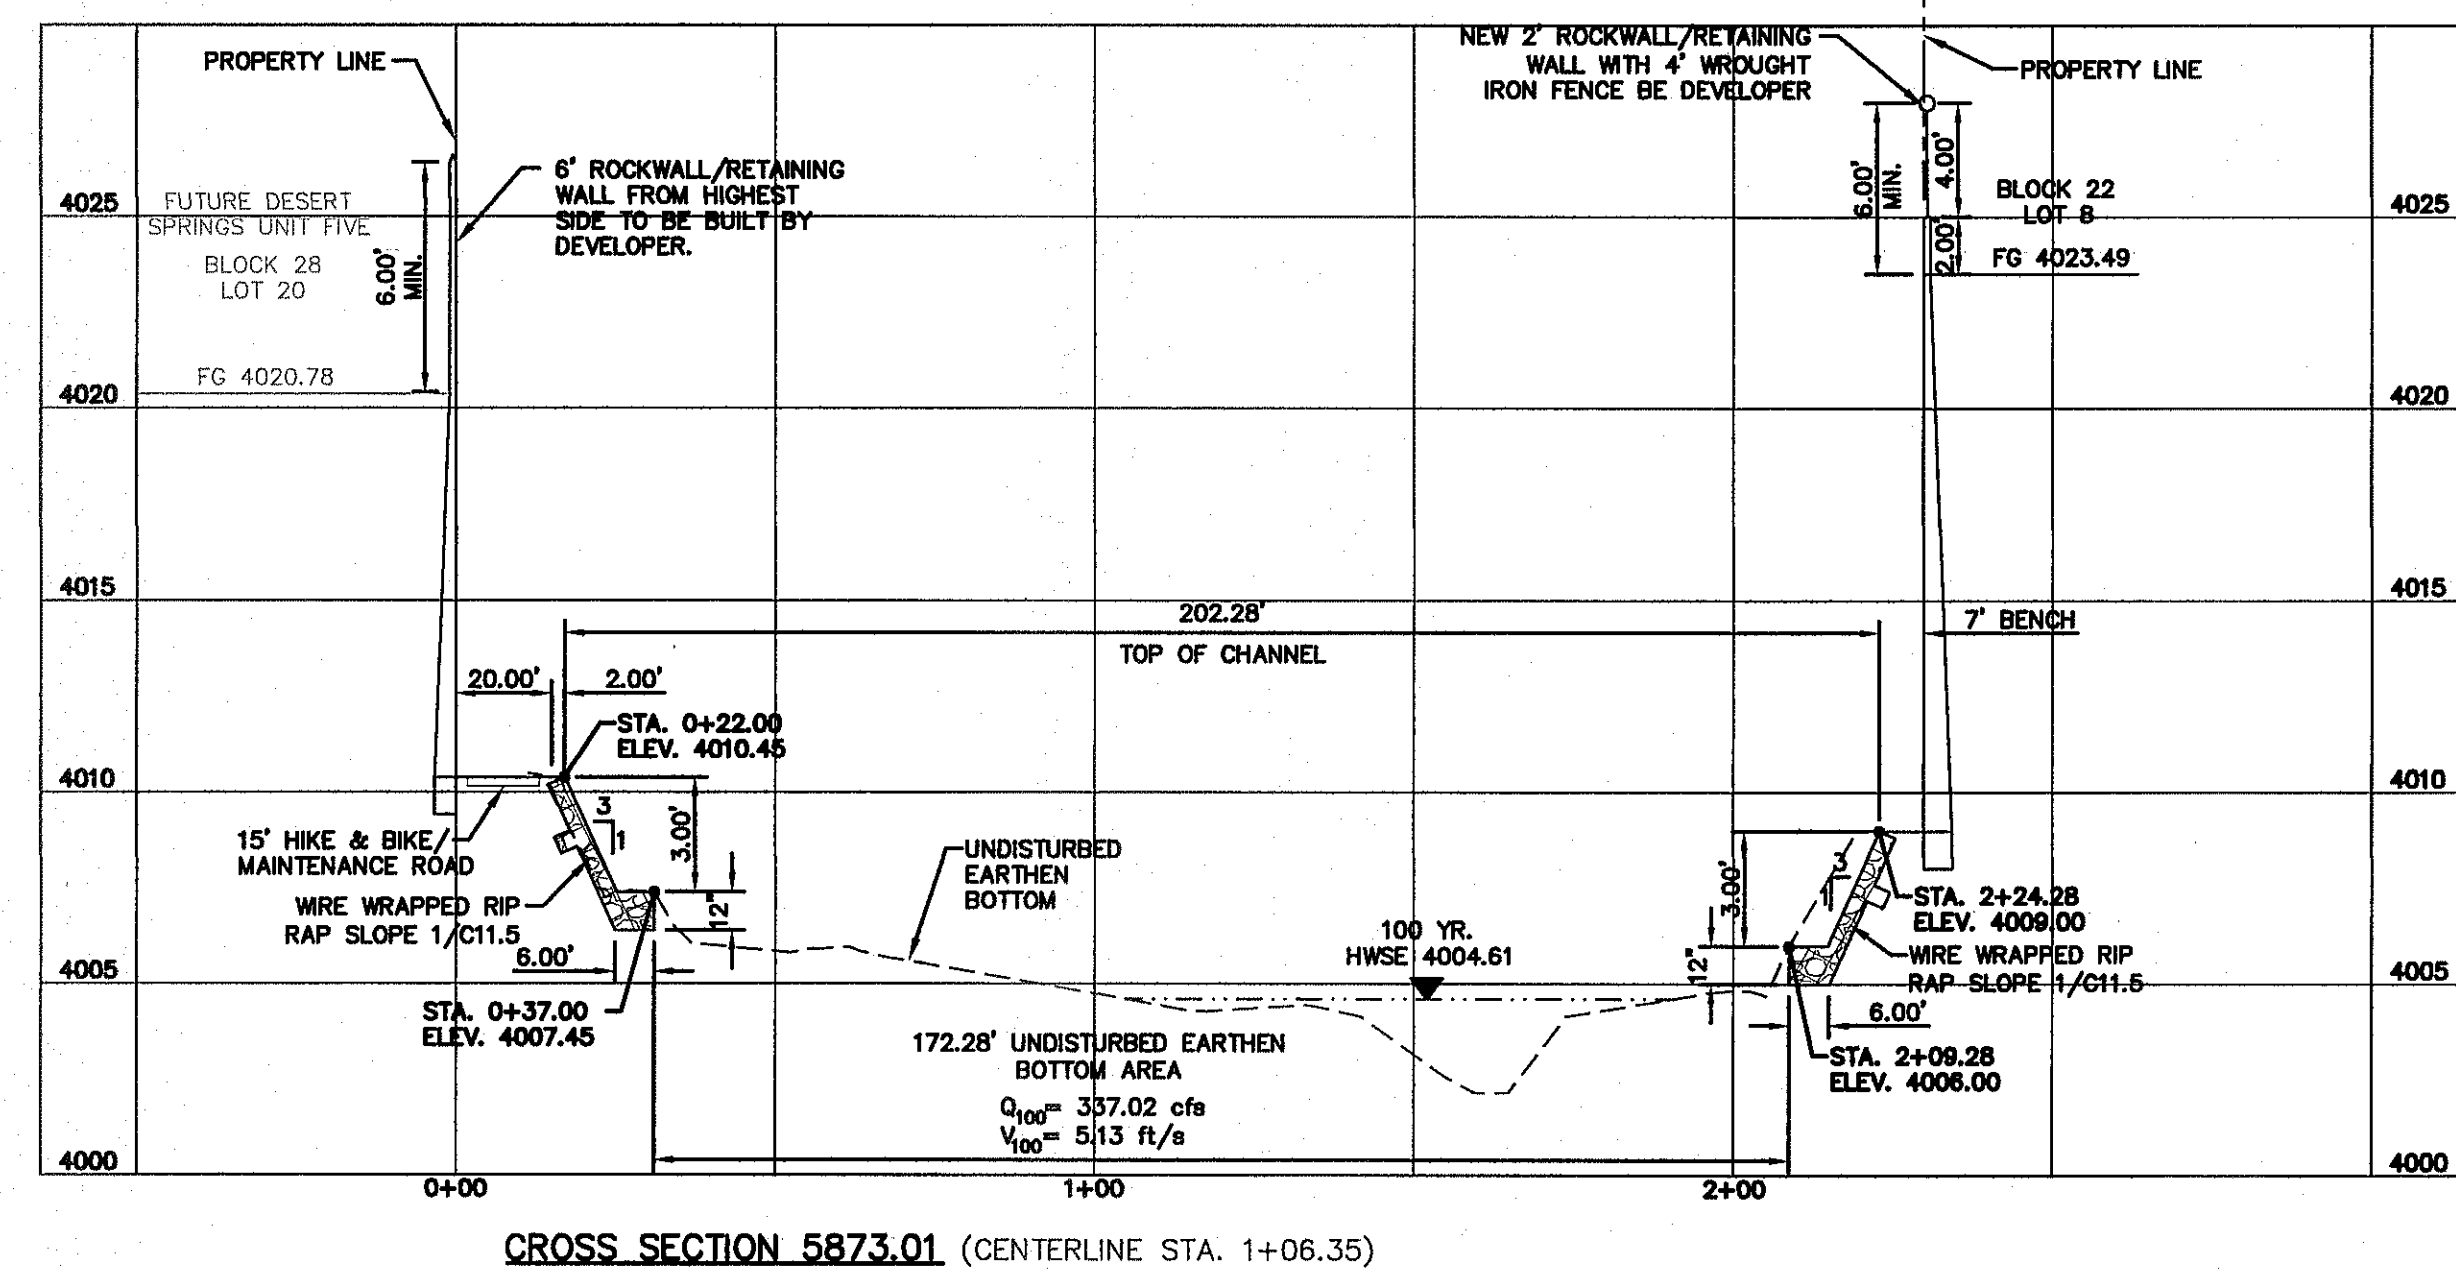 PROPERTY LINE
NEW 2' ROCKWALL/RETAINING
WALL WITH 4' WROUGHT
IRON FENCE BE DEVELOPER
PROPERTY LINE
6' ROCKWALL/RETAINING
WALL FROM HIGHEST
SIDE TO BE BUILT BY
DEVELOPER.
FUTURE DESERT
SPRINGS UNIT FIVE
BLOCK 28
LOT 20
6.00'
MIN.
FG 4020.78
6.00'
MIN.
4.00'
2.00'
BLOCK 22
LOT 8
FG 4023.49
4025
4025
4020
4020
4015
4015
202.28'
TOP OF CHANNEL
7' BENCH
20.00'
2.00'
STA. 0+22.00
ELEV. 4010.45
4010
4010
3
1
3.00'
15' HIKE & BIKE/
MAINTENANCE ROAD
WIRE WRAPPED RIP
RAP SLOPE 1/C11.5
12"
6.00'
UNDISTURBED
EARTHEN
BOTTOM
100 YR.
HWSE 4004.61
3.00'
3
1
12"
STA. 2+24.28
ELEV. 4009.00
WIRE WRAPPED RIP
RAP SLOPE 1/C11.5
4005
4005
6.00'
STA. 0+37.00
ELEV. 4007.45
STA. 2+09.28
ELEV. 4006.00
172.28' UNDISTURBED EARTHEN
BOTTOM AREA
Q100= 337.02 cfs
V100= 5.13 ft/s
4000
4000
0+00
1+00
2+00
CROSS SECTION 5873.01 (CENTERLINE STA. 1+06.35)